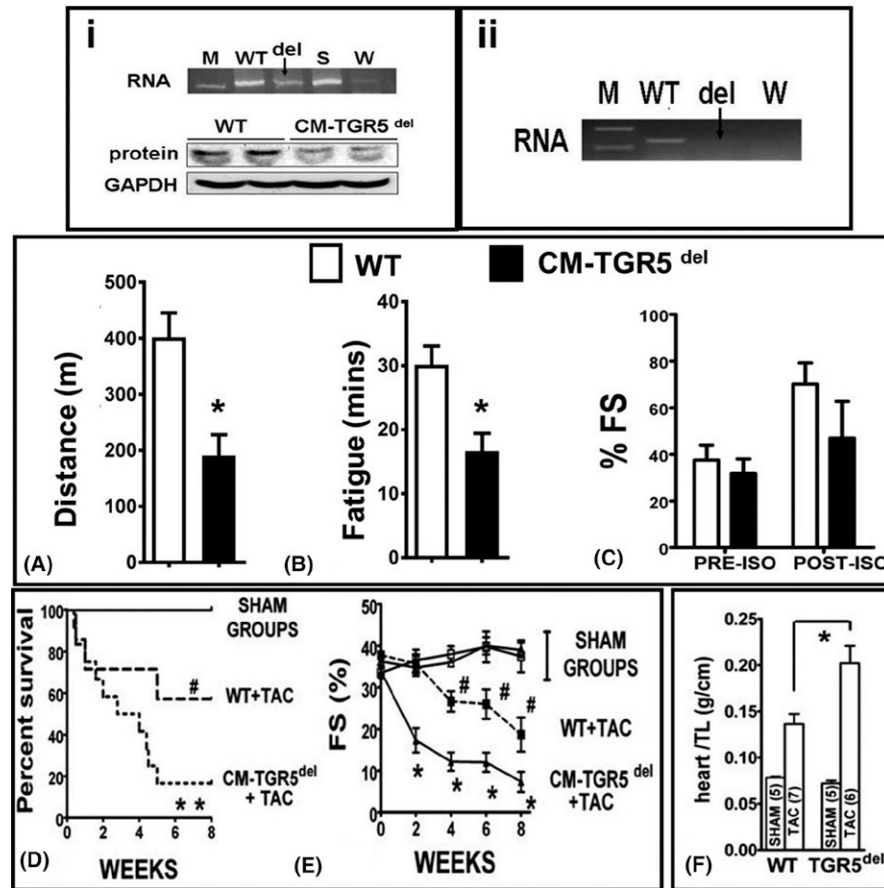 i
M WT del S W
RNA
WT CM-TGR5 del
protein
GAPDH
ii
M WT del W
RNA
WT CM-TGR5 del
500
400
300
200
100
0
Distance (m)
*
(A)
40
30
20
10
0
Fatigue (mins)
*
(B)
100
80
60
40
20
0
% FS
PRE-ISO POST-ISO
(C)
100
80
60
40
20
0
Percent survival
SHAM
GROUPS
#
WT+TAC
CM-TGR5del
+ TAC
* *
0 2 4 6 8
WEEKS
(D)
50
40
30
20
10
0
FS (%)
SHAM
GROUPS
# # #
WT+TAC
CM-TGR5del
+TAC
* * * *
0 2 4 6 8
WEEKS
(E)
0.25
0.20
0.15
0.10
0.05
0.00
heart /TL (g/cm)
*
SHAM (5)
TAC (7)
SHAM (5)
TAC (6)
WT TGR5del
(F)